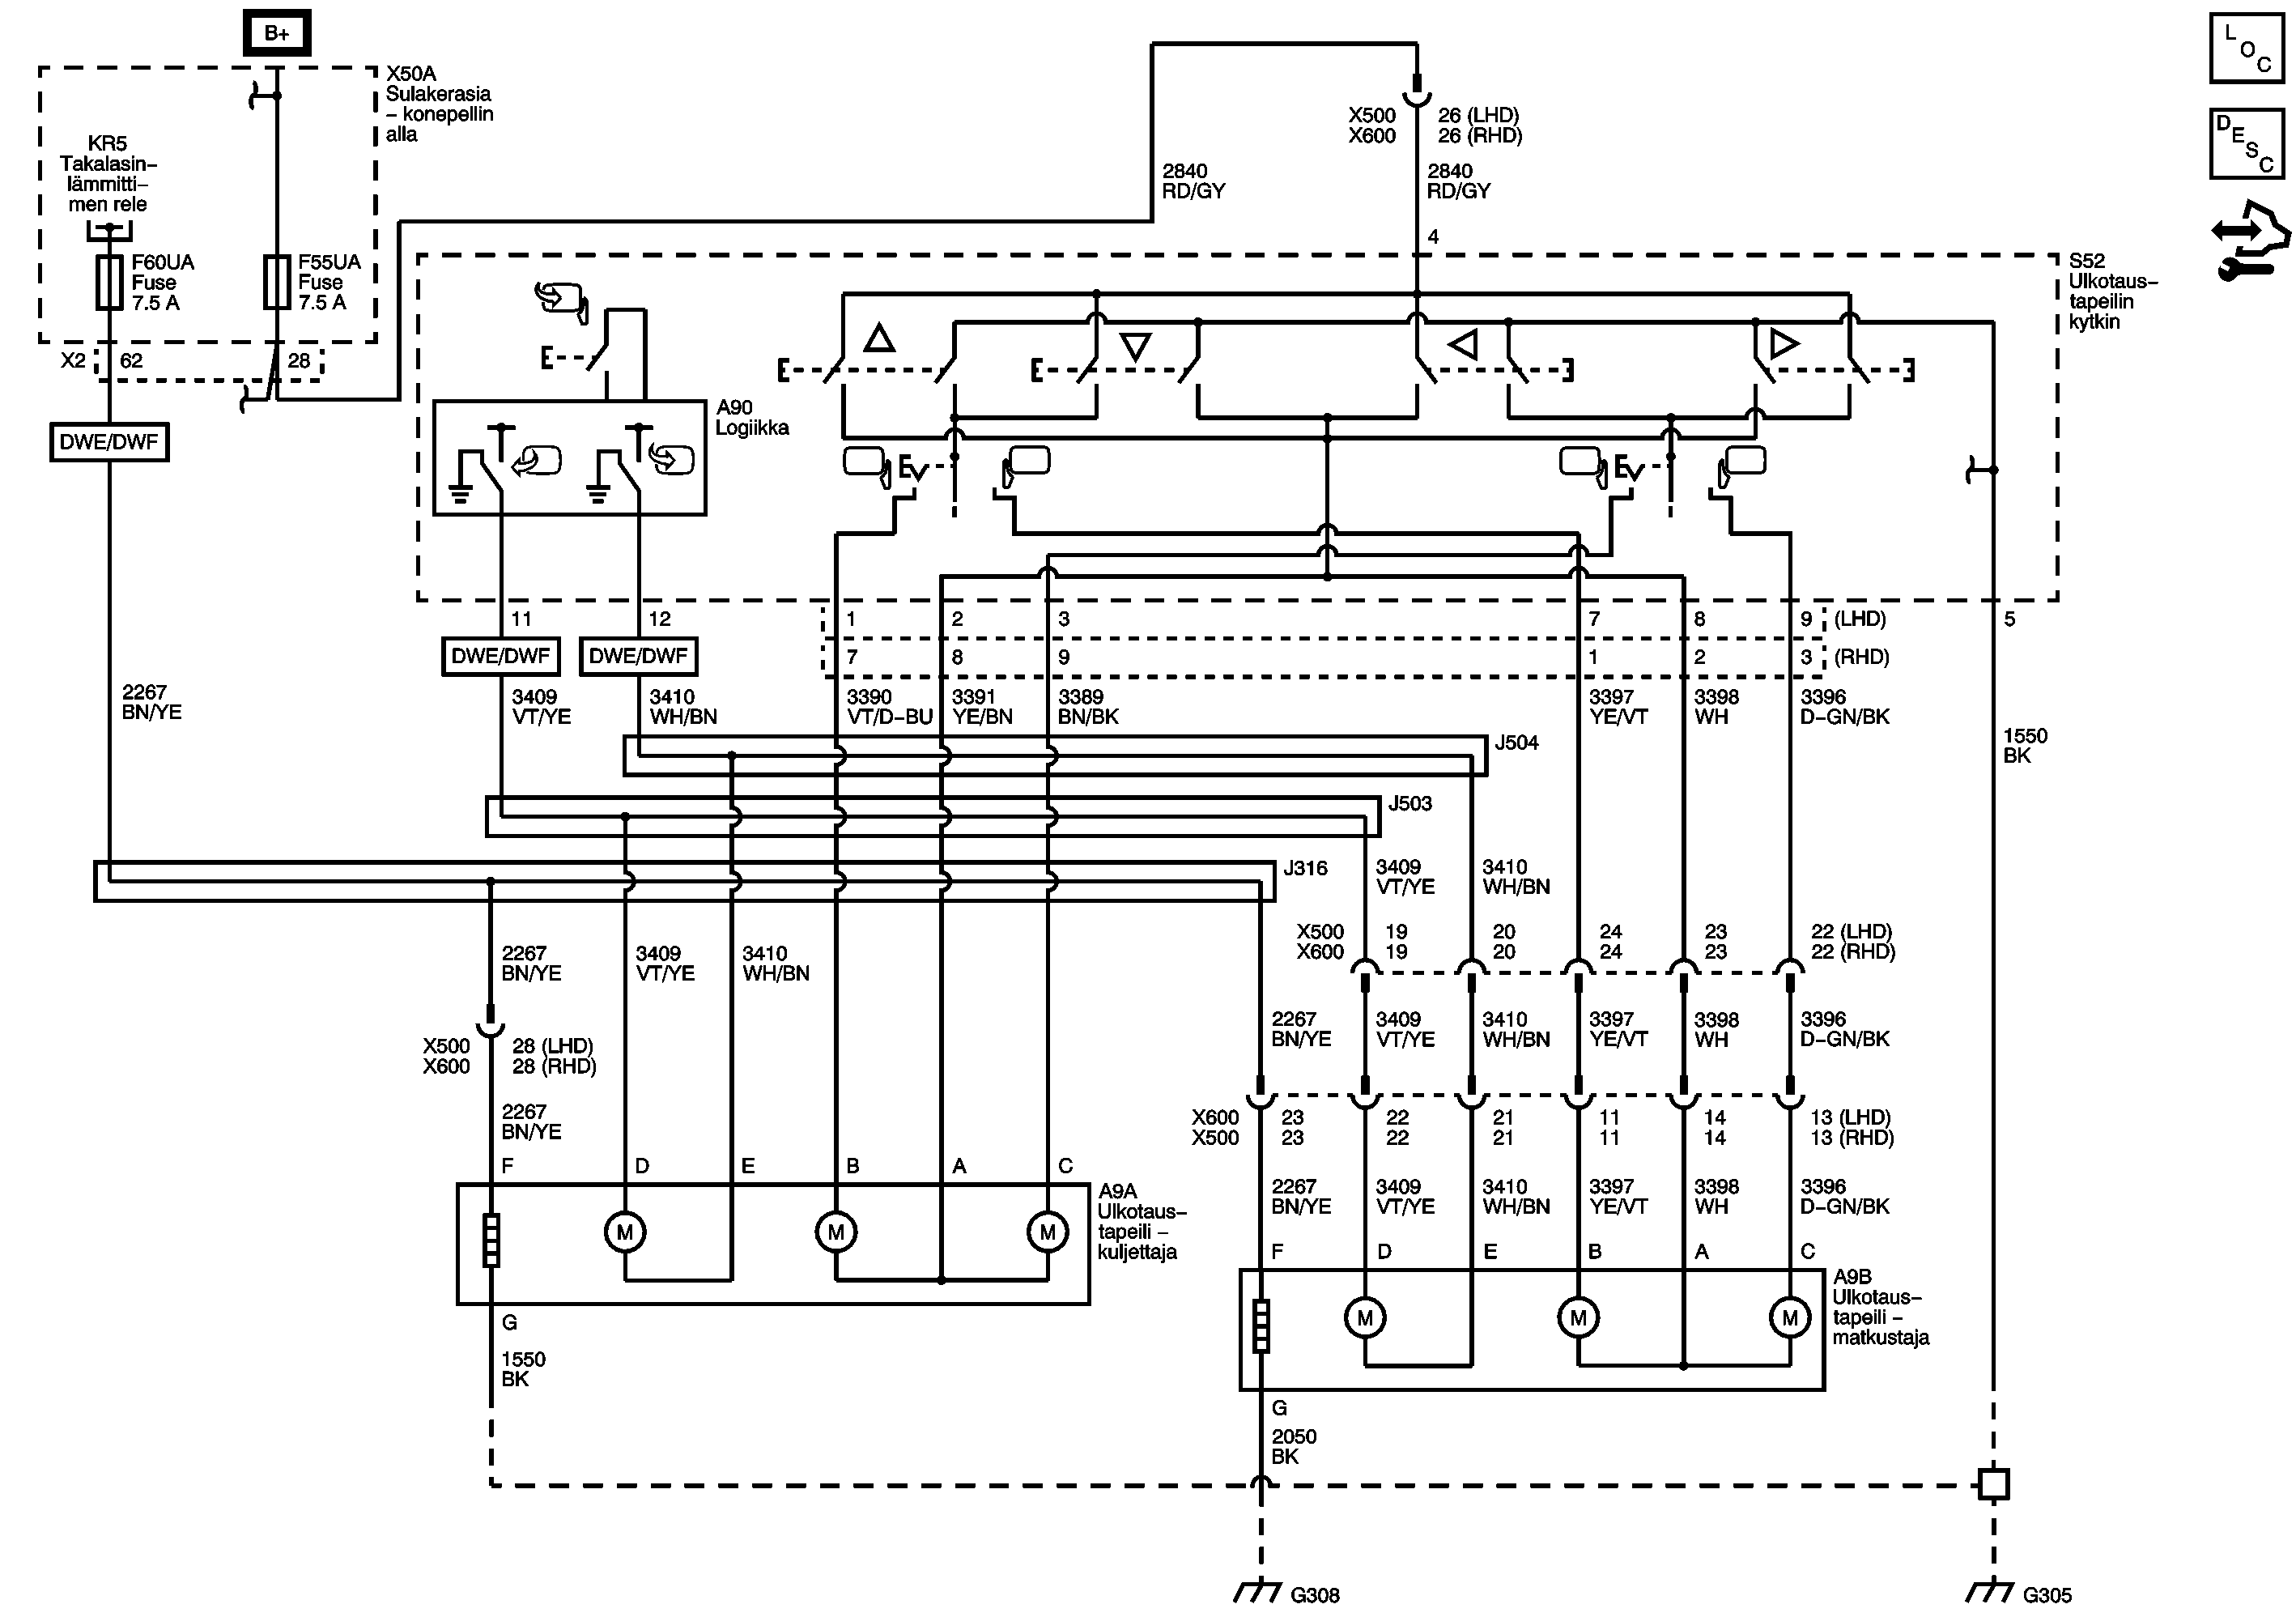 B+
X50A
Sulakerasia
– konepellin
alla
KR5
Takalasin–
lämmitti–
men rele
F60UA
Fuse
7.5 A
F55UA
Fuse
7.5 A
X2
62
28
DWE/DWF
2267
BN/YE
X500 26 (LHD)
X600 26 (RHD)
2840
RD/GY
2840
RD/GY
4
L
O
C
D
E
S
C
S52
Ulkotaus–
tapeilin
kytkin
A90
Logiikka
11
12
1 2 3 7 8 9 (LHD)
7 8 9 1 2 3 (RHD)
5
DWE/DWF
DWE/DWF
3409
VT/YE
3410
WH/BN
3390
VT/D–BU
3391
YE/BN
3389
BN/BK
3397
YE/VT
3398
WH
3396
D–GN/BK
1550
BK
J504
J503
J316
3409
VT/YE
3410
WH/BN
2267
BN/YE
3409
VT/YE
3410
WH/BN
X500 19 20 24 23 22 (LHD)
X600 19 20 24 23 22 (RHD)
2267
BN/YE
3409
VT/YE
3410
WH/BN
3397
YE/VT
3398
WH
3396
D–GN/BK
X500 28 (LHD)
X600 28 (RHD)
2267
BN/YE
X600 23 22 21 11 14 13 (LHD)
X500 23 22 21 11 14 13 (RHD)
F D E B A C
A9A
Ulkotaus–
tapeili –
kuljettaja
M M M
G
1550
BK
2267
BN/YE
3409
VT/YE
3410
WH/BN
3397
YE/VT
3398
WH
3396
D–GN/BK
F D E B A C
A9B
Ulkotaus–
tapeili –
matkustaja
M M M
G
2050
BK
G308
G305